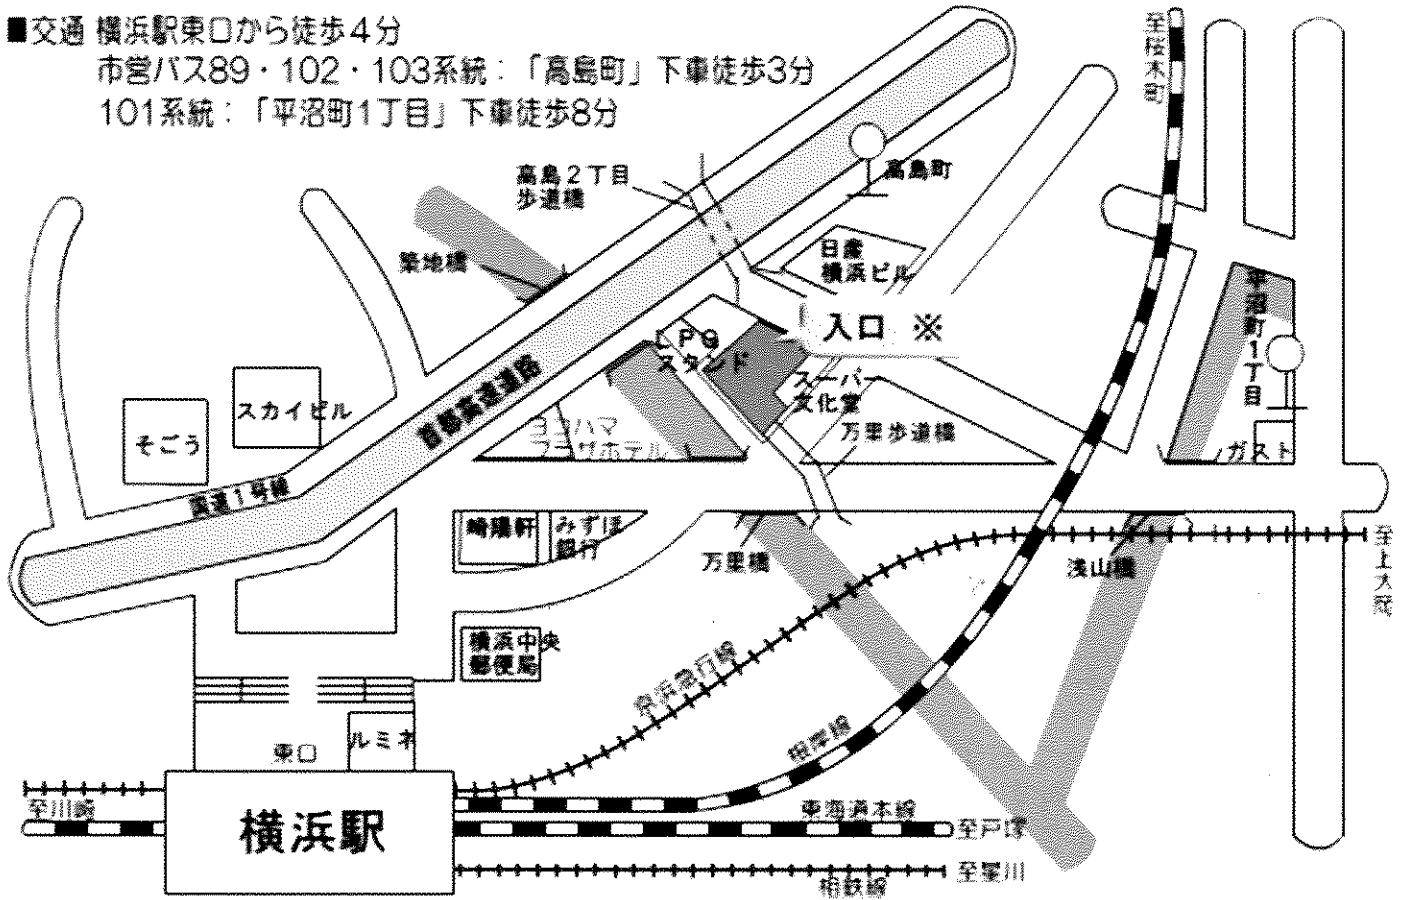 ■交通 横浜駅東口から徒歩4分
市営バス89・102・103系統:「高島町」下車徒歩3分
101系統:「平沼町1丁目」下車徒歩8分
至桜木町
高島2丁目
歩道橋
高島町
築地橋
日産
横浜ビル
平沼町1丁目
入口 ※
LPG
スタンド
スーパー
文化堂
首都高速道路
スカイビル
そごう
ヨコハマ
プラザホテル
万里歩道橋
ガスト
国道1号線
崎陽軒
みずほ
銀行
万里橋
浅山橋
至上大岡
横浜中央
郵便局
京浜急行線
根岸線
ルミネ
東口
至川崎
横浜駅
東海道本線
至戸塚
至星川
相鉄線